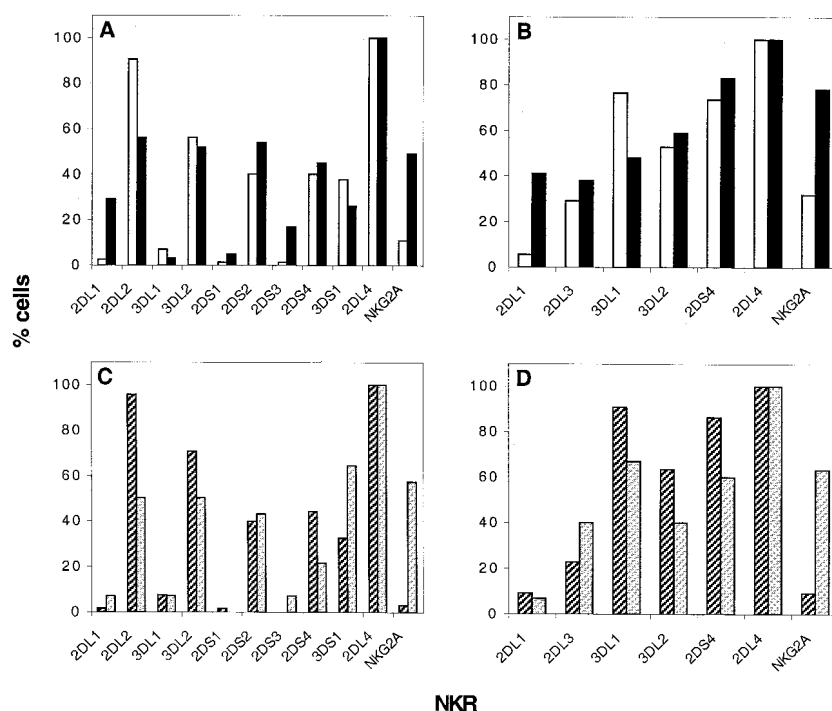 A
100
80
60
40
20
0
2DL1
2DL2
3DL1
3DL2
2DS1
2DS2
2DS3
2DS4
3DS1
2DL4
NKG2A
B
100
80
60
40
20
0
2DL1
2DL3
3DL1
3DL2
2DS4
2DL4
NKG2A
% cells
C
100
80
60
40
20
0
2DL1
2DL2
3DL1
3DL2
2DS1
2DS2
2DS3
2DS4
3DS1
2DL4
NKG2A
D
100
80
60
40
20
0
2DL1
2DL3
3DL1
3DL2
2DS4
2DL4
NKG2A
NKR